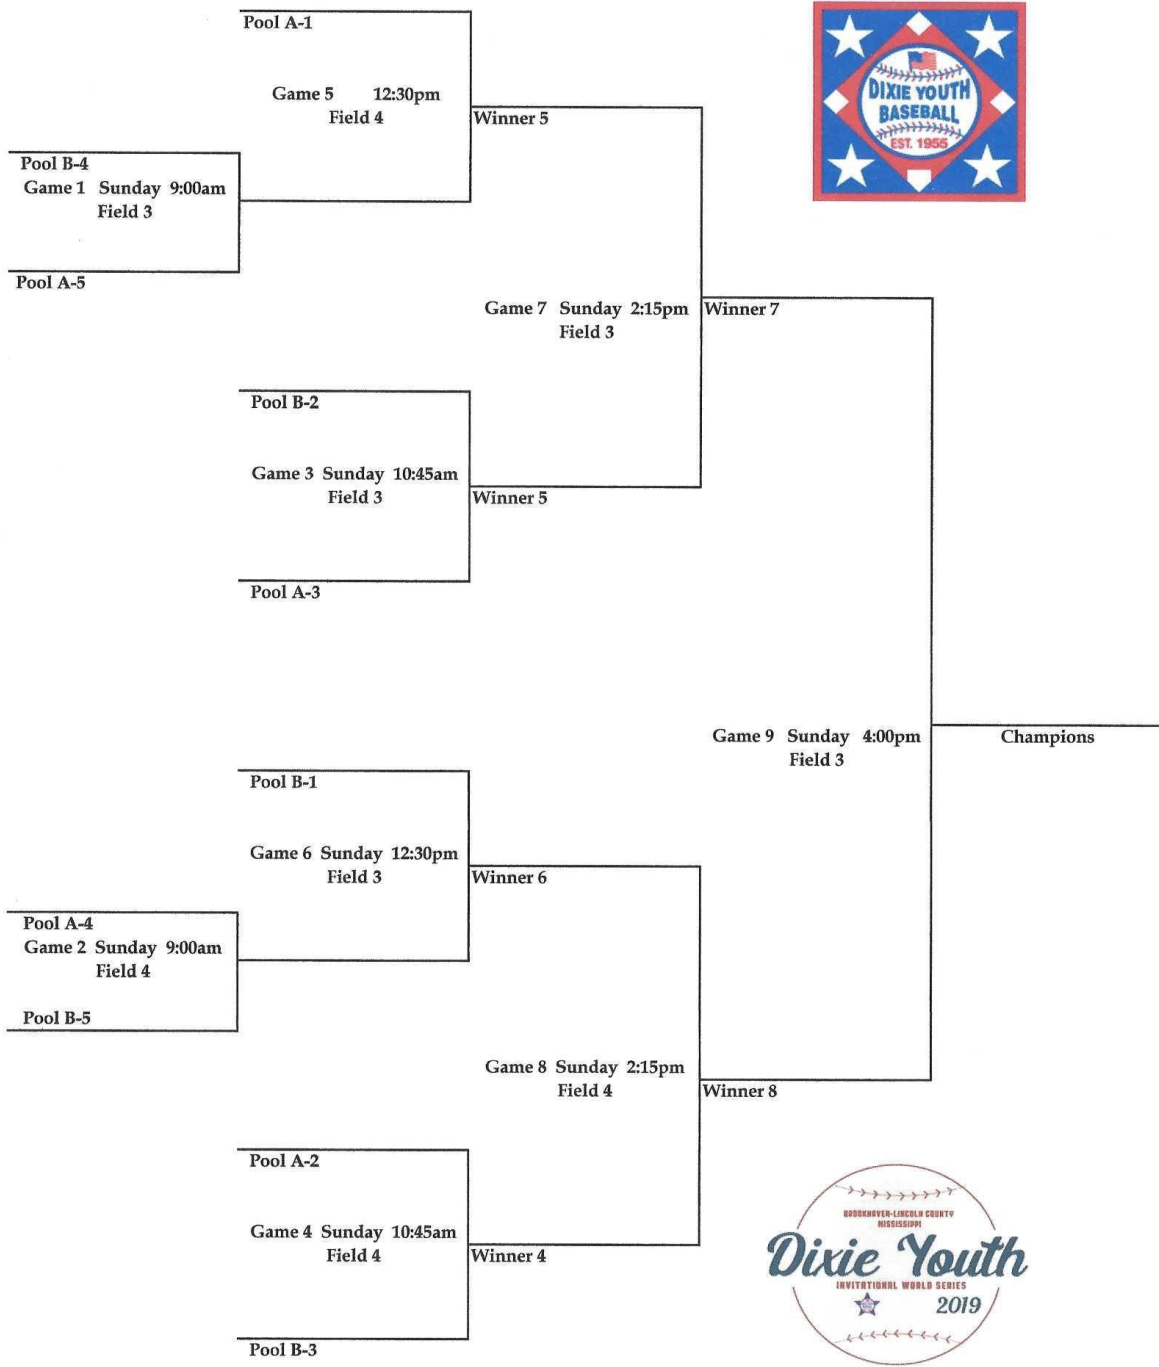 Pool A-1
DIXIE YOUTH
BASEBALL
EST. 1955
Game 5 12:30pm
Field 4
Winner 5
Pool B-4
Game 1 Sunday 9:00am
Field 3
Pool A-5
Game 7 Sunday 2:15pm
Field 3
Winner 7
Pool B-2
Game 3 Sunday 10:45am
Field 3
Winner 5
Pool A-3
Game 9 Sunday 4:00pm
Field 3
Champions
Pool B-1
Game 6 Sunday 12:30pm
Field 3
Winner 6
Pool A-4
Game 2 Sunday 9:00am
Field 4
Pool B-5
Game 8 Sunday 2:15pm
Field 4
Winner 8
Pool A-2
Game 4 Sunday 10:45am
Field 4
Winner 4
Pool B-3
BROOKHAVEN-LINCOLN COUNTY
MISSISSIPPI
Dixie Youth
INVITATIONAL WORLD SERIES
2019